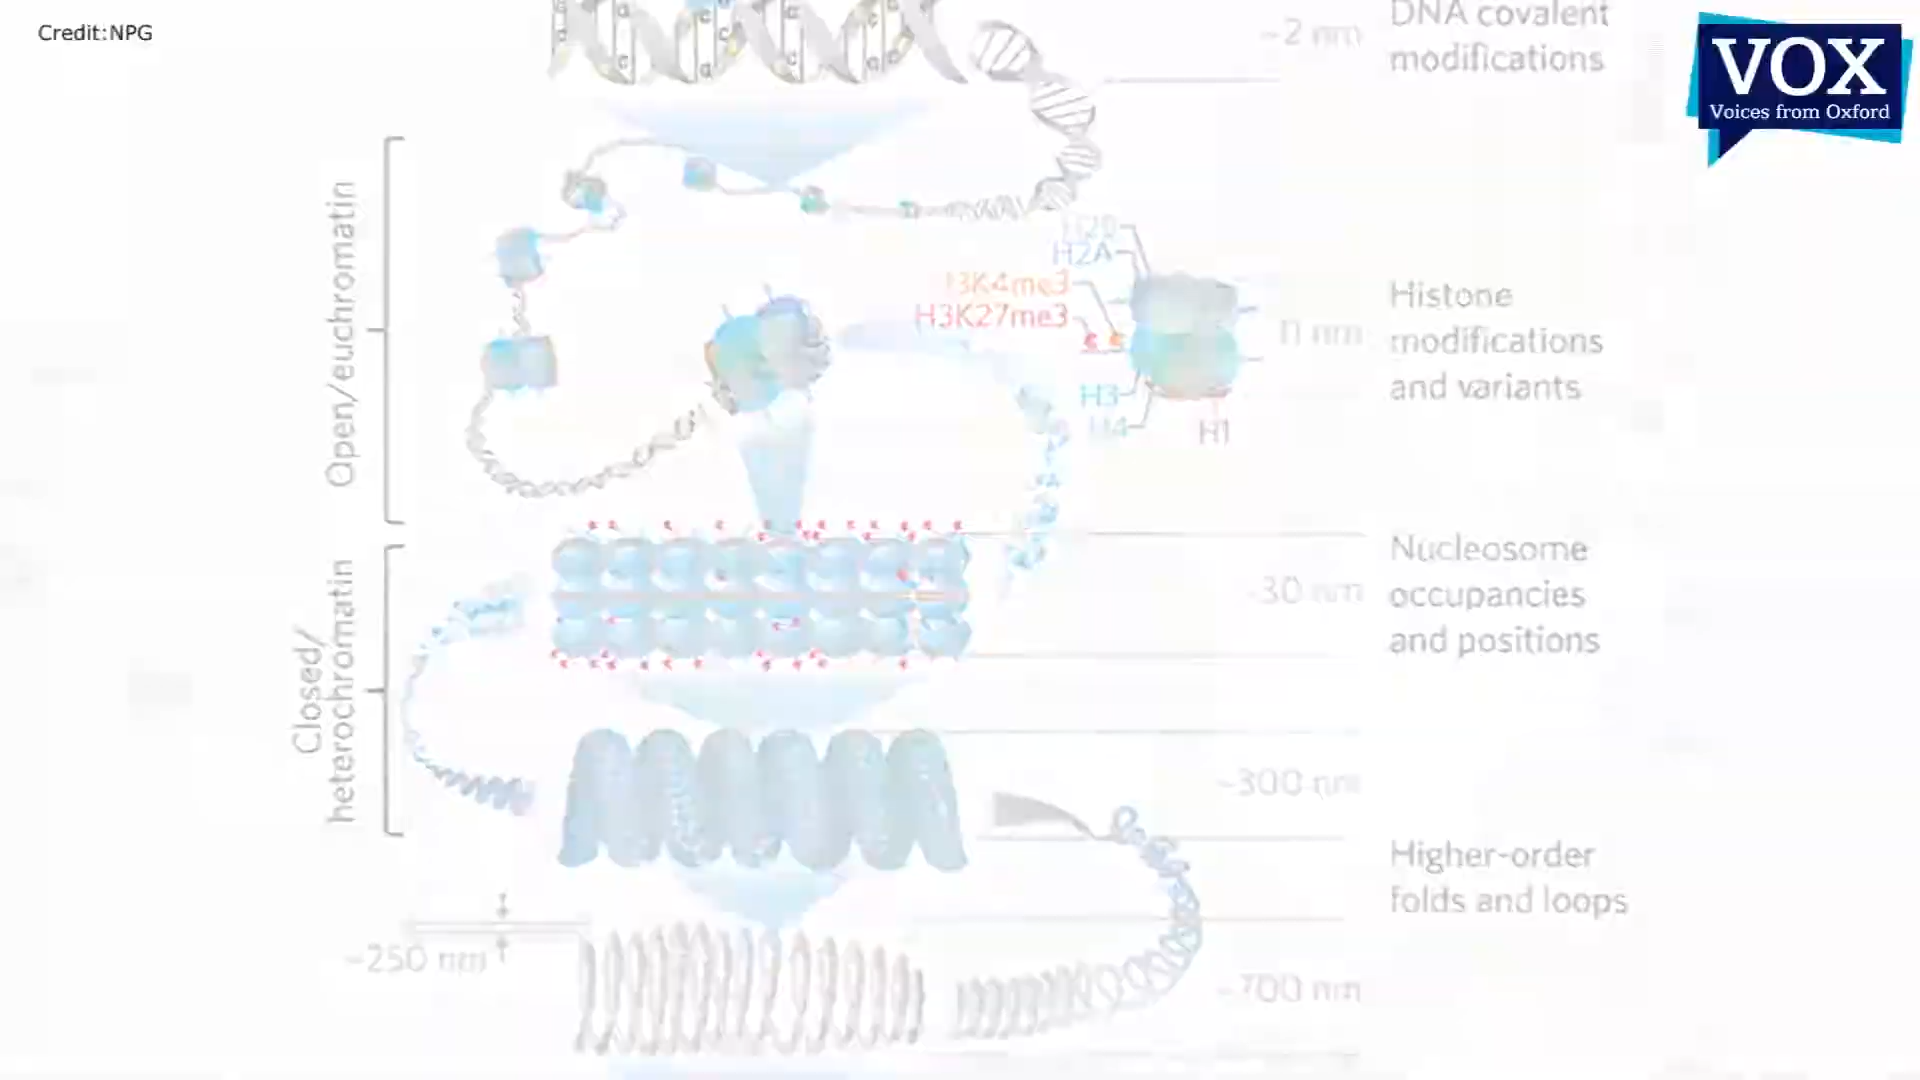 Credit:NPG
VOX
Voices from Oxford
DNA covalent
modifications
~2 nm
Open/euchromatin
H2B
H2A
H3K4me3
H3K27me3
H3
H4
H1
11 nm
Histone
modifications
and variants
Closed/
heterochromatin
~30 nm
Nucleosome
occupancies
and positions
~300 nm
Higher-order
folds and loops
~250 nm
~700 nm